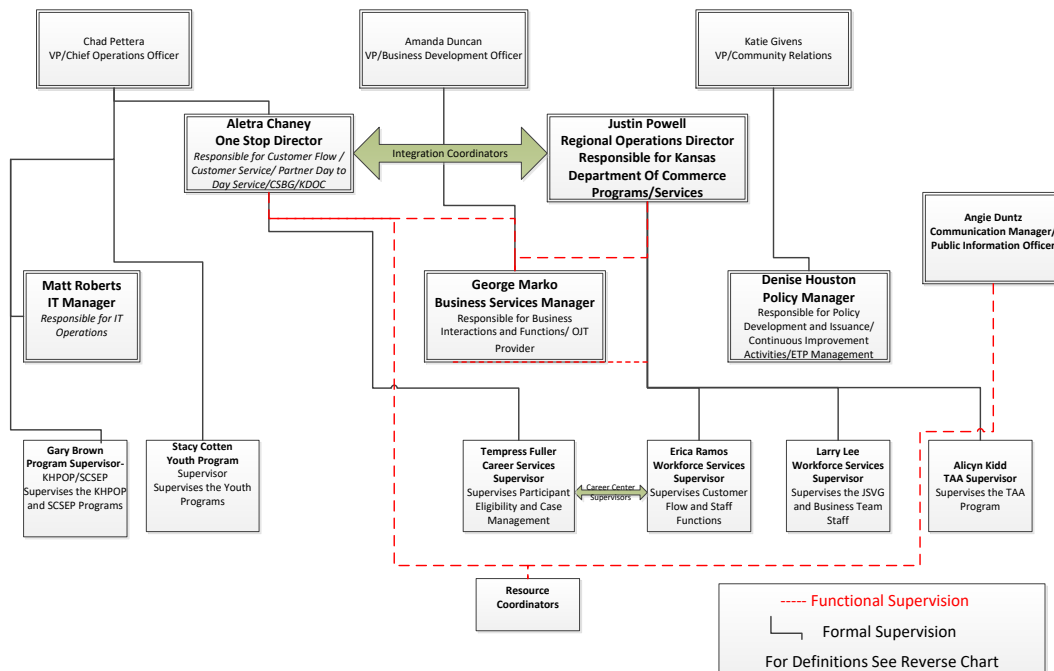 Chad Pettera
VP/Chief Operations Officer
Amanda Duncan
VP/Business Development Officer
Katie Givens
VP/Community Relations
Aletra Chaney
One Stop Director
Responsible for Customer Flow /
Customer Service/ Partner Day to
Day Service/CSBG/KDOC
Integration Coordinators
Justin Powell
Regional Operations Director
Responsible for Kansas
Department Of Commerce
Programs/Services
Angie Duntz
Communication Manager/
Public Information Officer
Matt Roberts
IT Manager
Responsible for IT
Operations
George Marko
Business Services Manager
Responsible for Business
Interactions and Functions/ OJT
Provider
Denise Houston
Policy Manager
Responsible for Policy
Development and Issuance/
Continuous Improvement
Activities/ETP Management
Gary Brown
Program Supervisor-
KHPOP/SCSEP
Supervises the KHPOP
and SCSEP Programs
Stacy Cotten
Youth Program
Supervisor
Supervises the Youth
Programs
Tempress Fuller
Career Services
Supervisor
Supervises Participant
Eligibility and Case
Management
Career Center
Supervisors
Erica Ramos
Workforce Services
Supervisor
Supervises Customer
Flow and Staff
Functions
Larry Lee
Workforce Services
Supervisor
Supervises the JSVG
and Business Team
Staff
Alicyn Kidd
TAA Supervisor
Supervises the TAA
Program
Resource
Coordinators
----- Functional Supervision
Formal Supervision
For Definitions See Reverse Chart